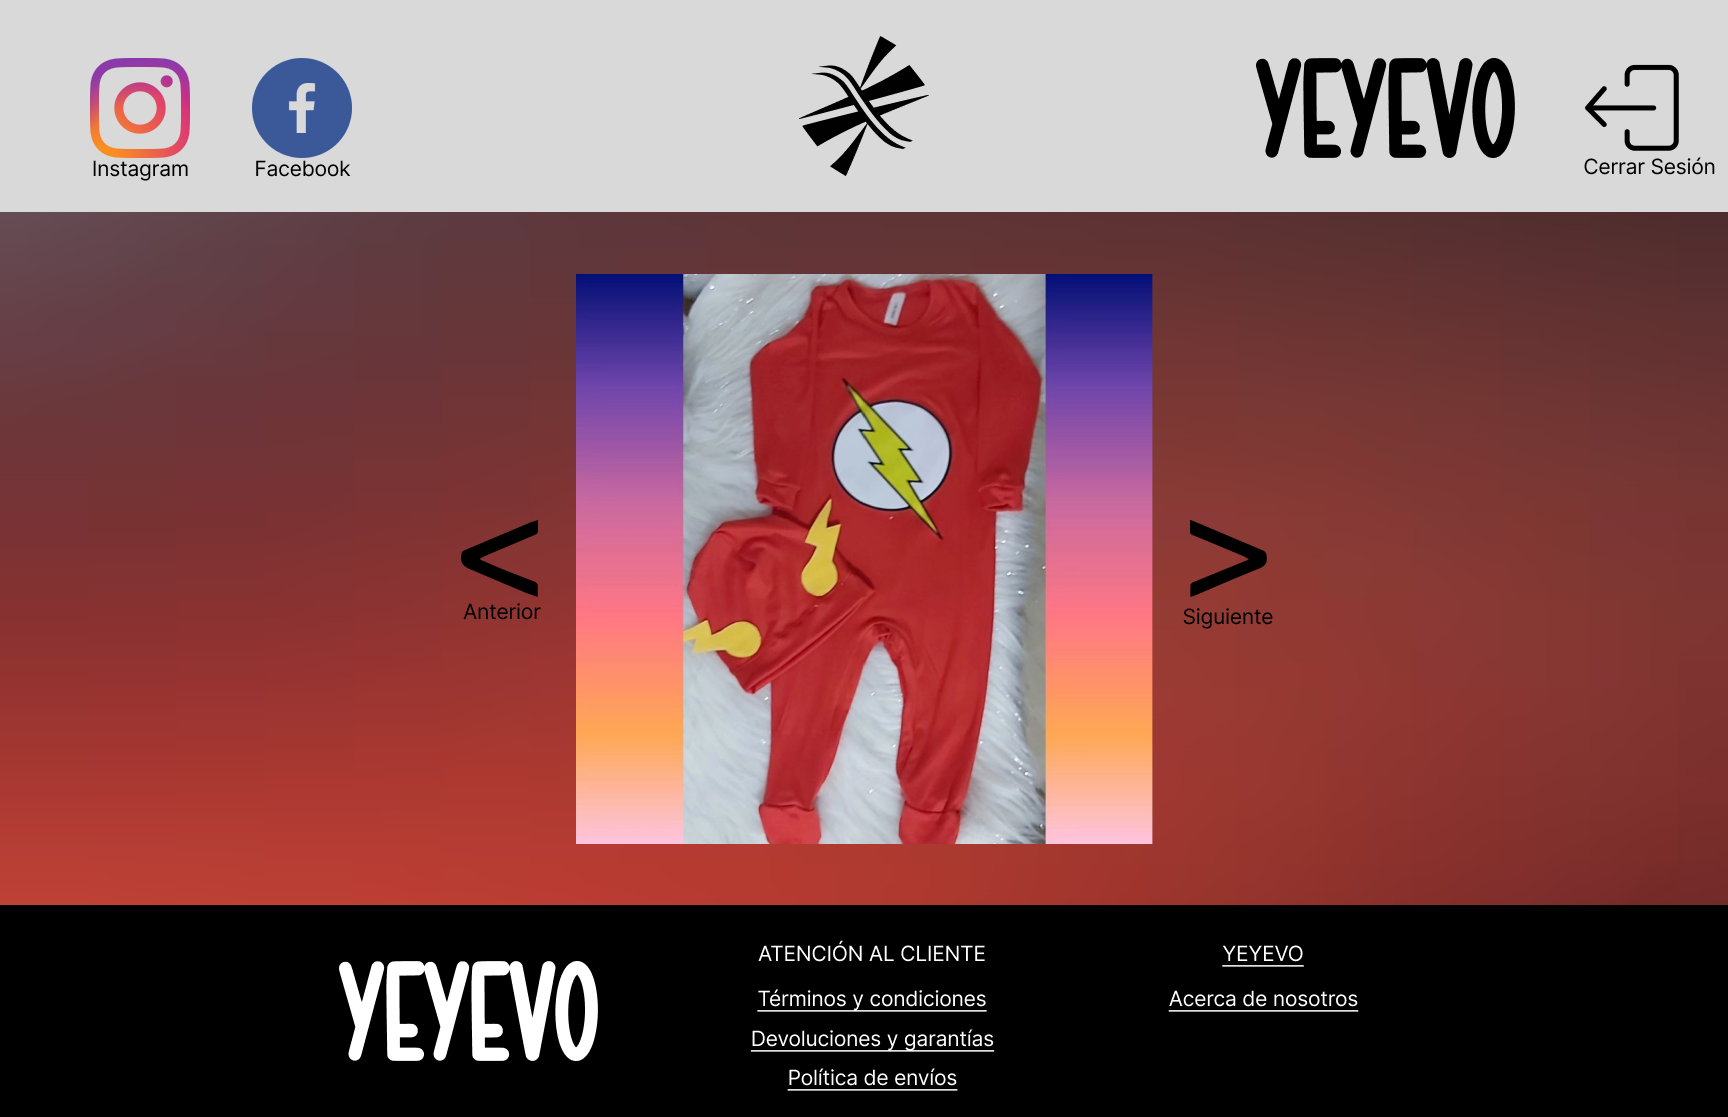 Instagram
Facebook
YEYEVO
Cerrar Sesión
<
Anterior
>
Siguiente
YEYEVO
ATENCIÓN AL CLIENTE
Términos y condiciones
Devoluciones y garantías
Política de envíos
YEYEVO
Acerca de nosotros